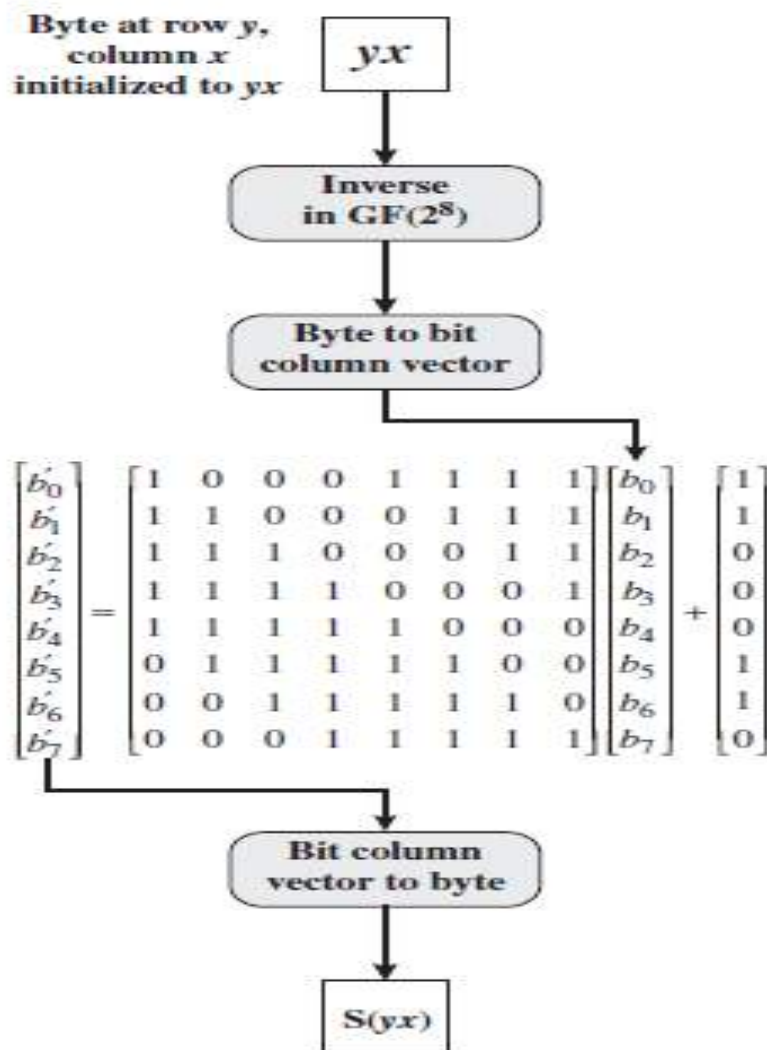 Byte at row y,
column x
initialized to yx
yx
Inverse
in GF(2⁸)
Byte to bit
column vector
b′0 1 0 0 0 1 1 1 1 b0 1
b′1 1 1 0 0 0 1 1 1 b1 1
b′2 1 1 1 0 0 0 1 1 b2 0
b′3 = 1 1 1 1 0 0 0 1 b3 + 0
b′4 1 1 1 1 1 0 0 0 b4 0
b′5 0 1 1 1 1 1 0 0 b5 1
b′6 0 0 1 1 1 1 1 0 b6 1
b′7 0 0 0 1 1 1 1 1 b7 0
Bit column
vector to byte
S(yx)